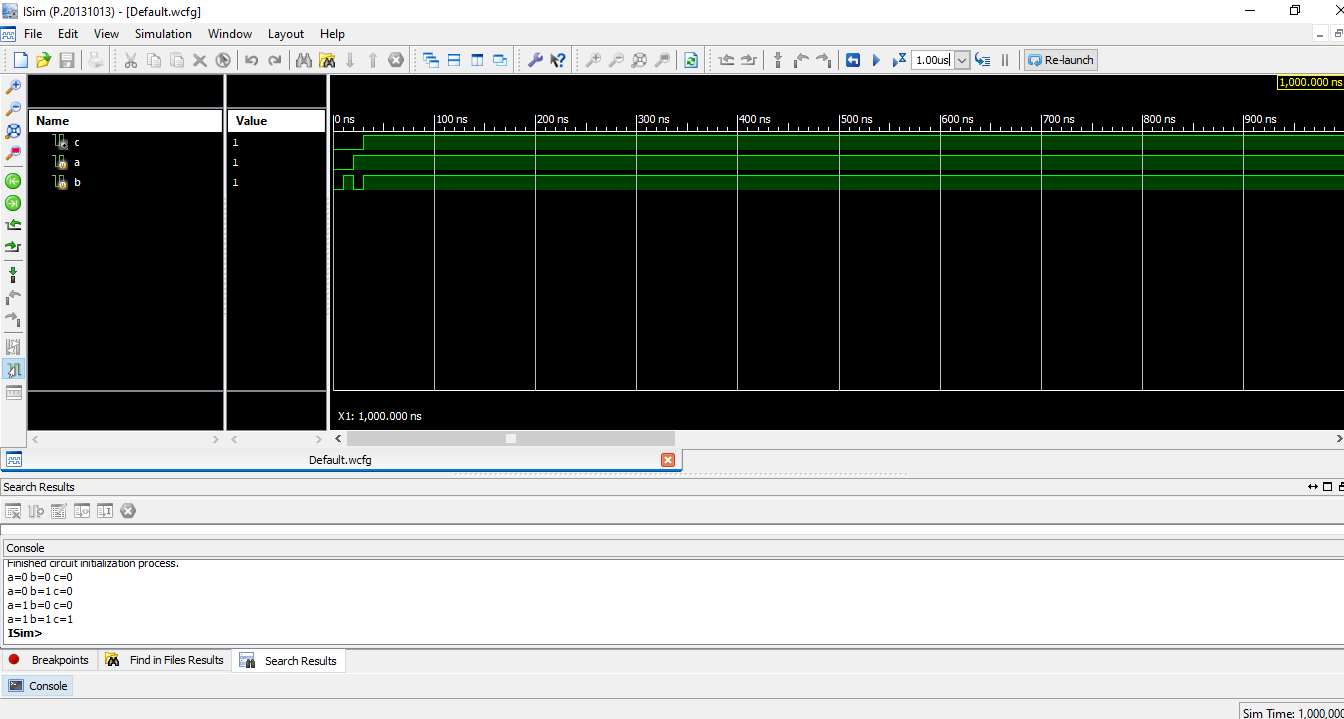 ISim (P.20131013) - [Default.wcfg]
File Edit View Simulation Window Layout Help
1.00us Re-launch
1,000.000 ns
Name Value
0 ns 100 ns 200 ns 300 ns 400 ns 500 ns 600 ns 700 ns 800 ns 900 ns
c 1
a 1
b 1
X1: 1,000.000 ns
Default.wcfg
Search Results
Console
Finished circuit initialization process.
a=0 b=0 c=0
a=0 b=1 c=0
a=1 b=0 c=0
a=1 b=1 c=1
ISim>
Breakpoints Find in Files Results Search Results
Console
Sim Time: 1,000,000